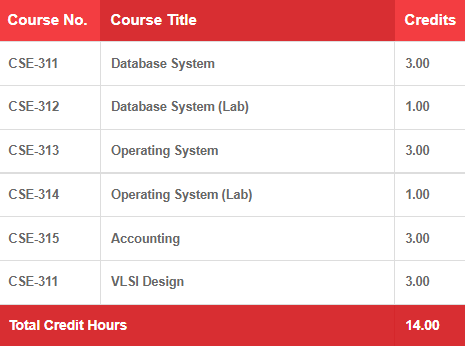 Course No. Course Title Credits
CSE-311 Database System 3.00
CSE-312 Database System (Lab) 1.00
CSE-313 Operating System 3.00
CSE-314 Operating System (Lab) 1.00
CSE-315 Accounting 3.00
CSE-311 VLSI Design 3.00
Total Credit Hours 14.00